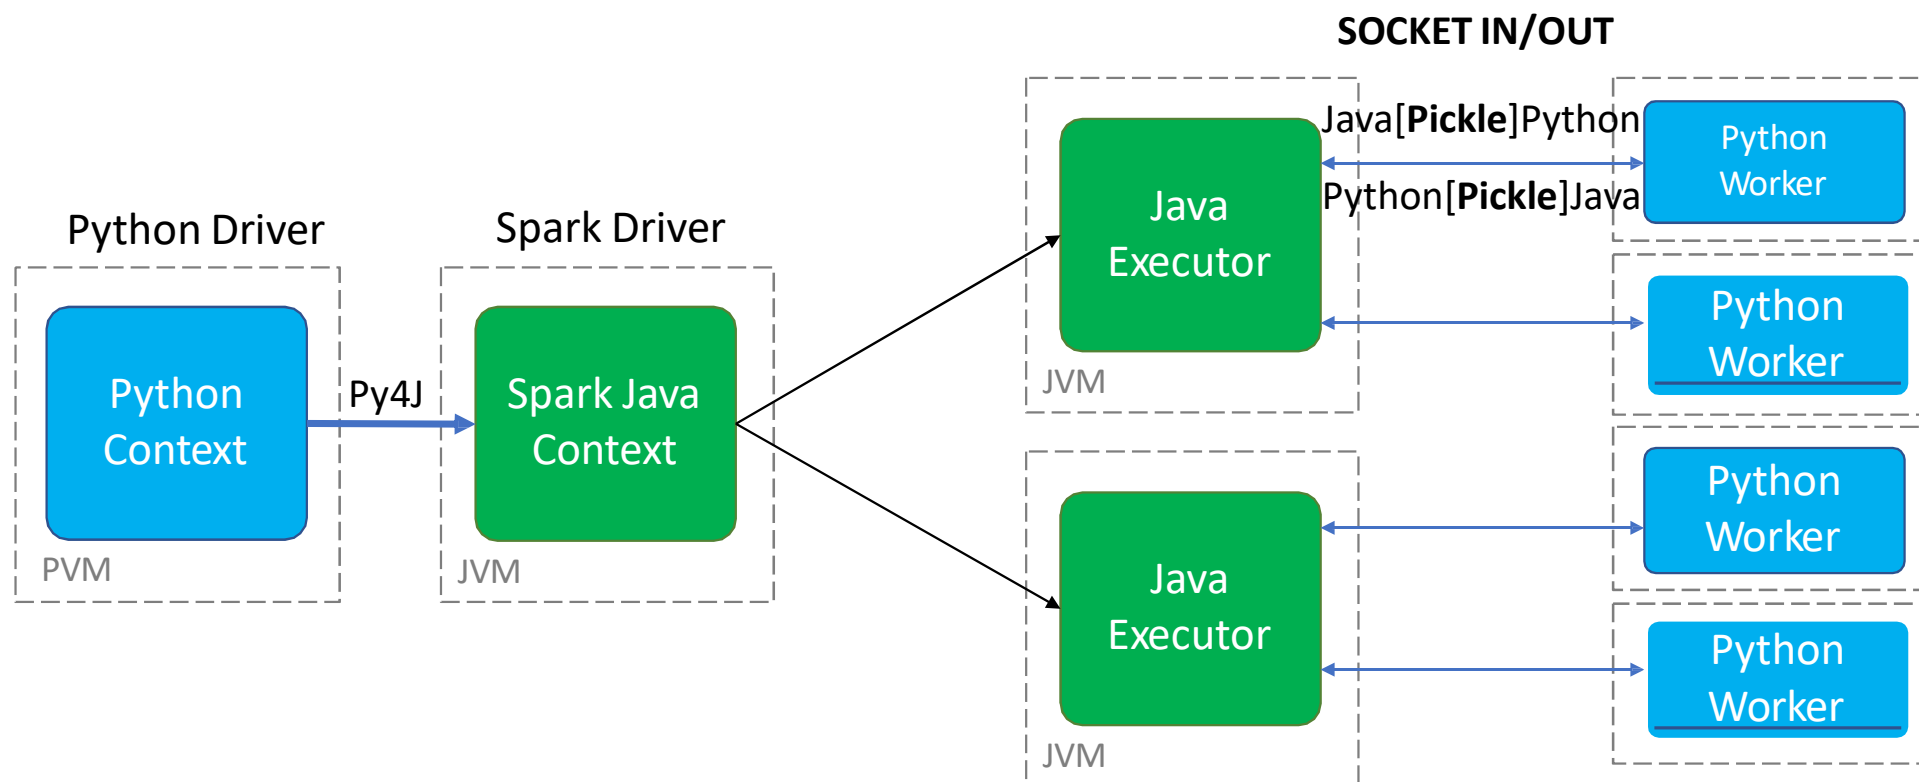 SOCKET IN/OUT
Python Driver
Python
Context
PVM
Py4J
Spark Driver
Spark Java
Context
JVM
Java
Executor
JVM
Java
Executor
JVM
Java[Pickle]Python
Python[Pickle]Java
Python
Worker
Python
Worker
Python
Worker
Python
Worker